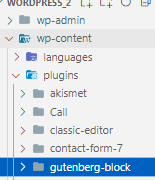 WORDPRESS_2
wp-admin
wp-content
languages
plugins
akismet
Call
classic-editor
contact-form-7
gutenberg-block